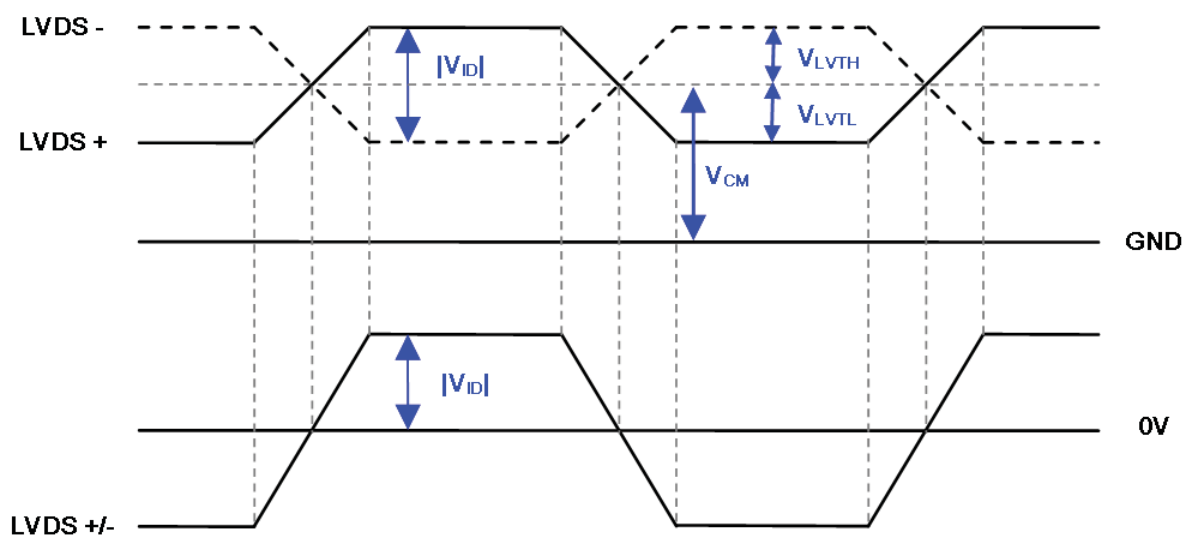 LVDS -
|VID|
VLVTH
VLVTL
LVDS +
VCM
GND
|VID|
0V
LVDS +/-